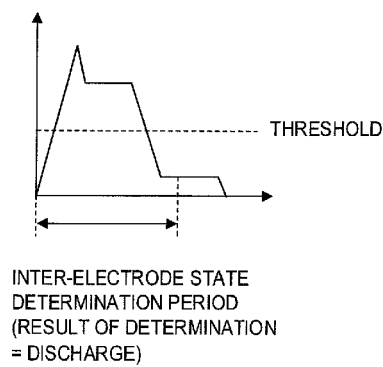 THRESHOLD
INTER-ELECTRODE STATE
DETERMINATION PERIOD
(RESULT OF DETERMINATION
= DISCHARGE)